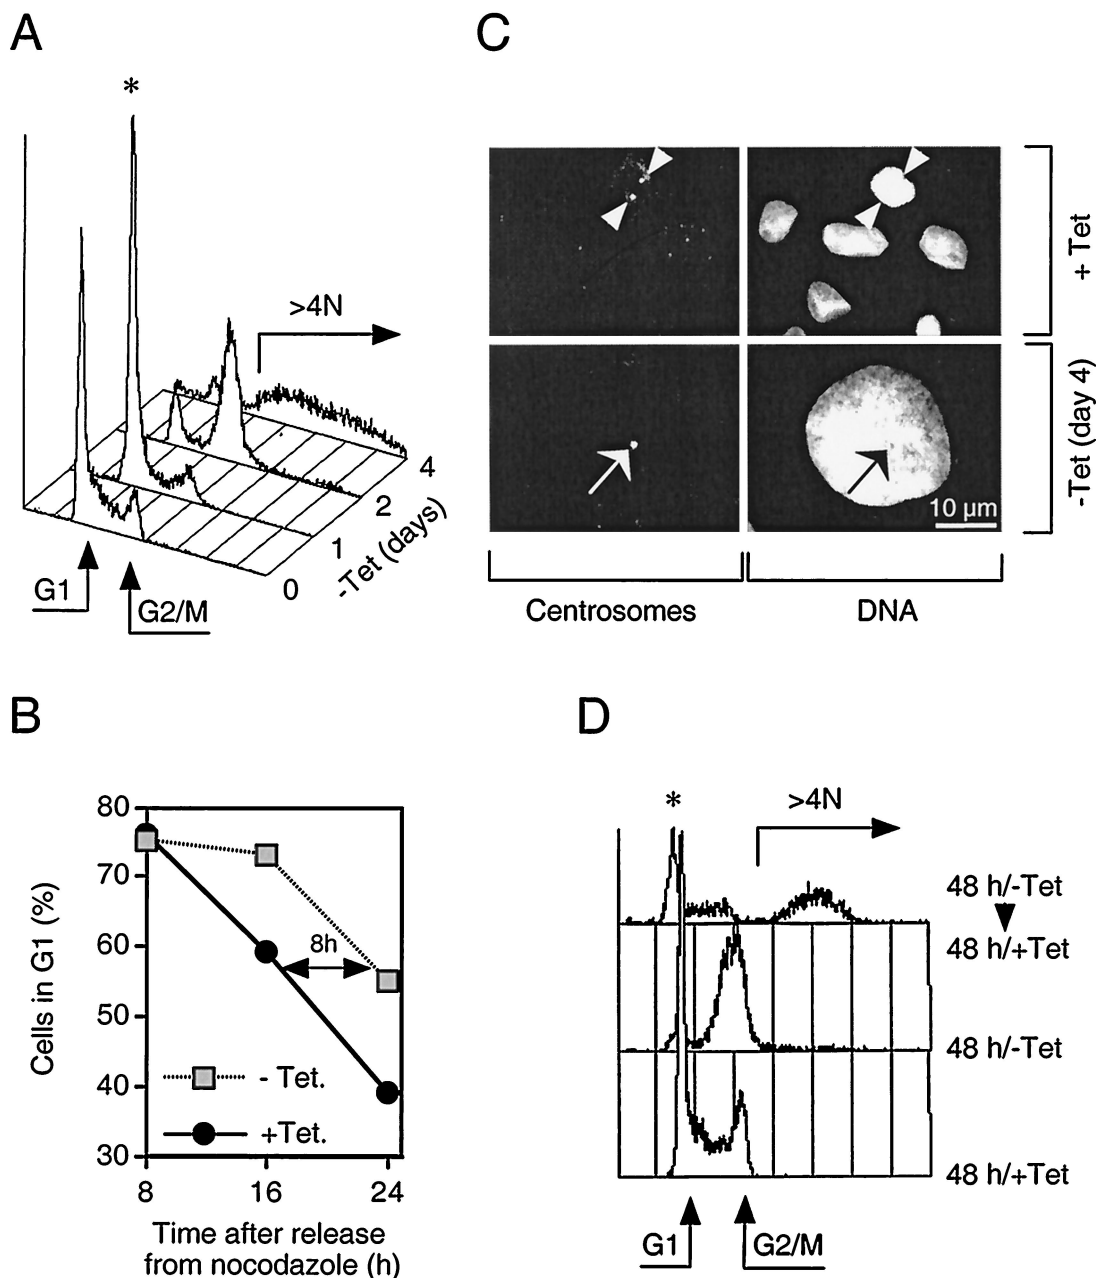 A
*
>4N
4
2
1
0
-Tet (days)
G1
G2/M
C
+ Tet
-Tet (day 4)
10 µm
Centrosomes
DNA
B
80
70
60
50
40
30
Cells in G1 (%)
8h
- Tet.
+Tet.
8 16 24
Time after release
from nocodazole (h)
D
*
>4N
48 h/-Tet
48 h/+Tet
48 h/-Tet
48 h/+Tet
G1
G2/M